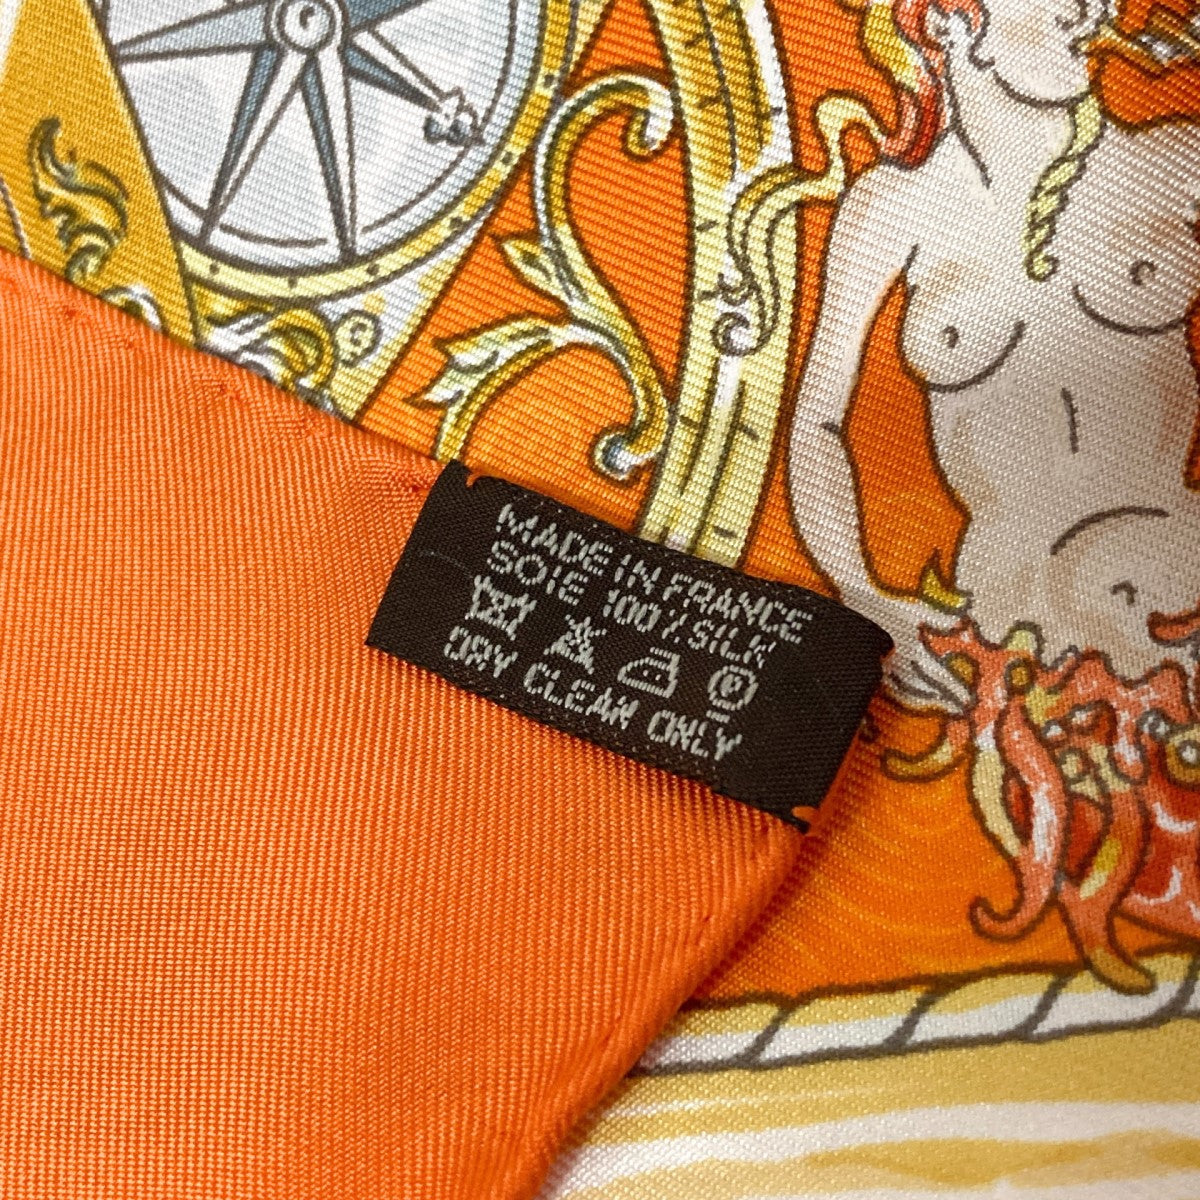 MADE IN FRANCE
SOIE 100% SILK
P
DRY CLEAN ONLY